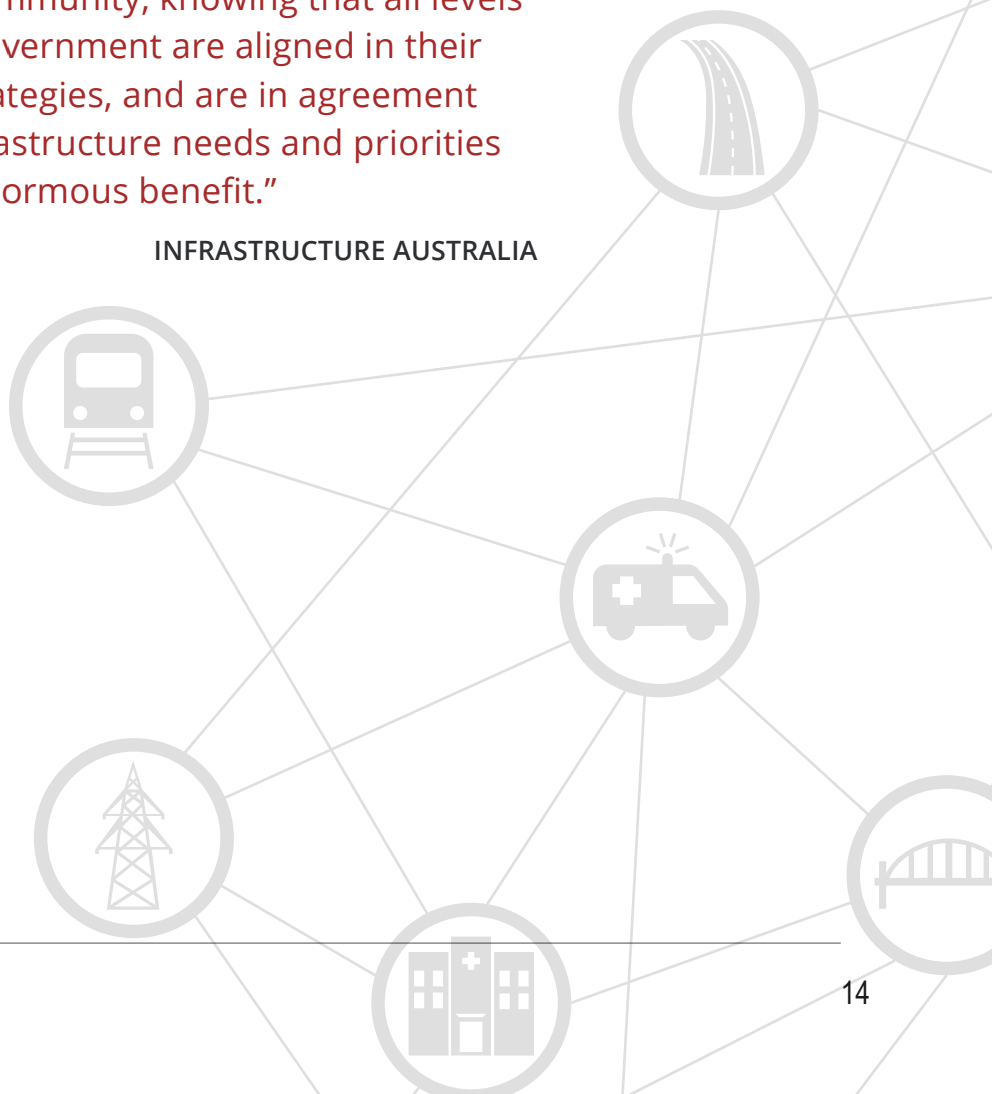 mmunity, knowing that all levels
vernment are aligned in their
ategies, and are in agreement
astructure needs and priorities
ormous benefit.”
INFRASTRUCTURE AUSTRALIA
14